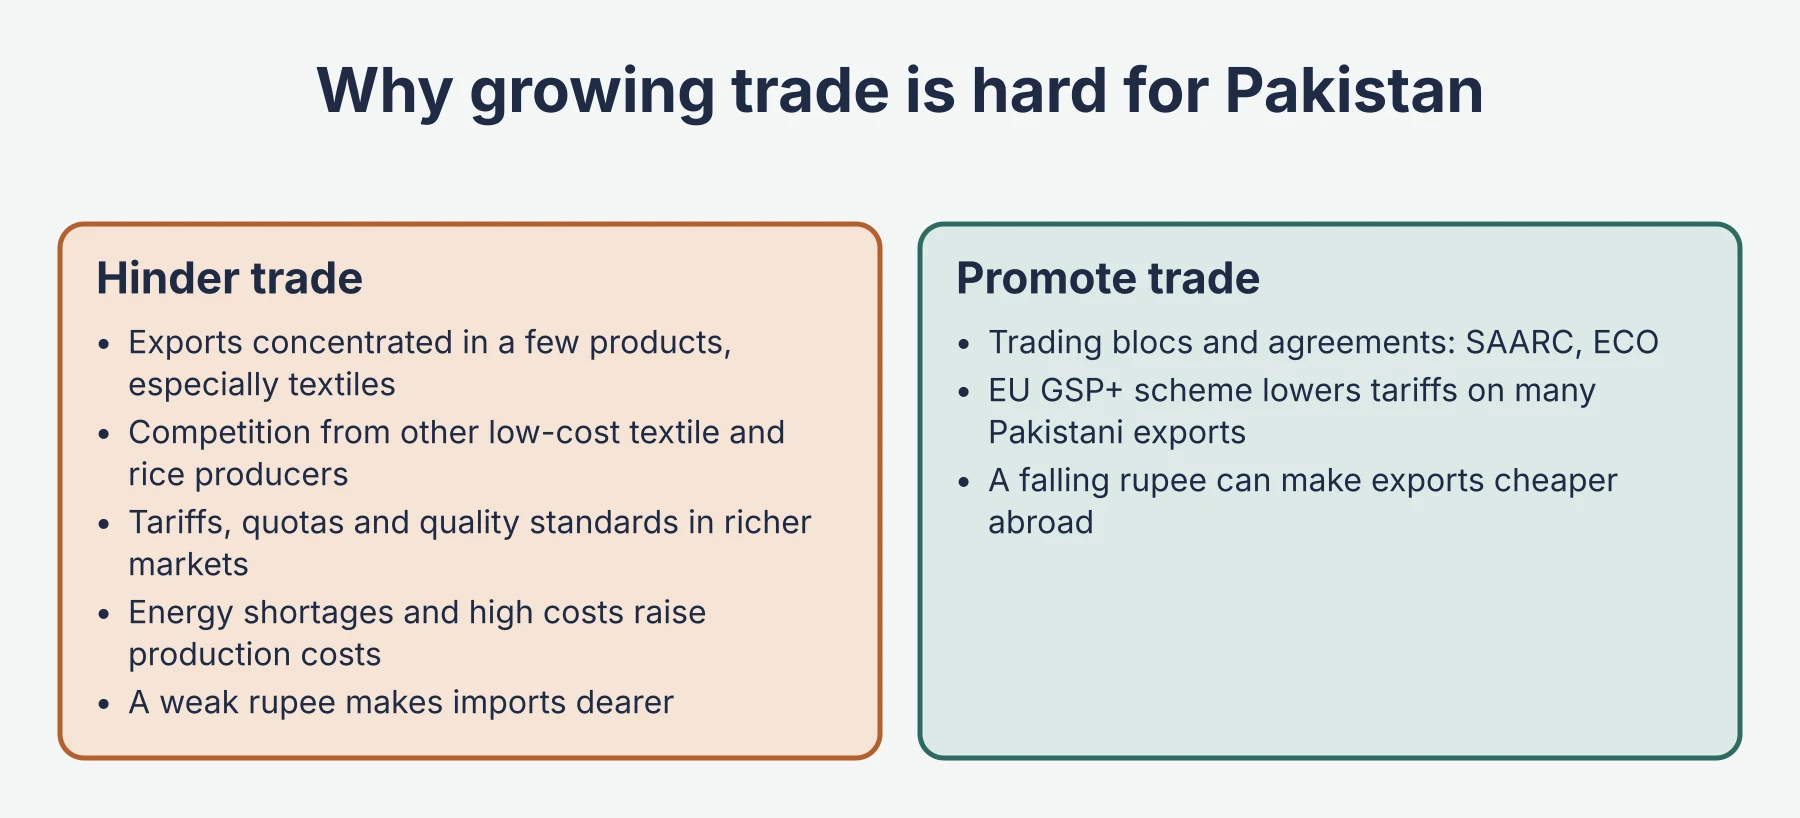 Why growing trade is hard for Pakistan
Hinder trade
• Exports concentrated in a few products,
especially textiles
• Competition from other low-cost textile and
rice producers
• Tariffs, quotas and quality standards in richer
markets
• Energy shortages and high costs raise
production costs
• A weak rupee makes imports dearer
Promote trade
• Trading blocs and agreements: SAARC, ECO
• EU GSP+ scheme lowers tariffs on many
Pakistani exports
• A falling rupee can make exports cheaper
abroad